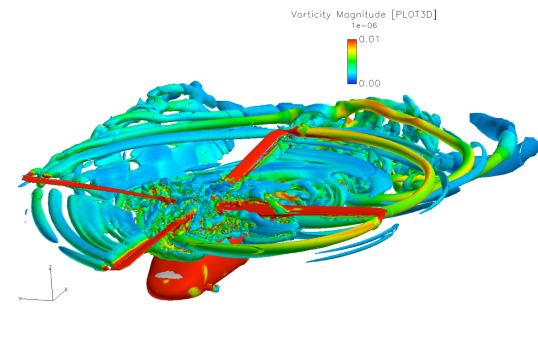 Vorticity Magnitude [PLOT3D]
1e-06
0.01
0.00
Z
Y
X